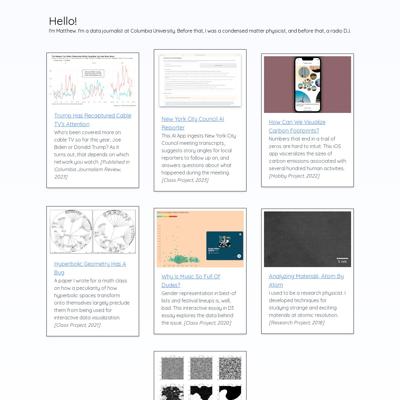 Hello!
I'm Matthew. I'm a data journalist at Columbia University. Before that, I was a condensed matter physicist, and before that, a radio DJ.
Trump Has Recaptured Cable
TV's Attention
Who's been covered more on
cable TV so far this year, Joe
Biden or Donald Trump? As it
turns out, that depends on which
network you watch. [Published in
Columbia Journalism Review,
2023]
New York City Council AI
Reporter
This AI App ingests New York City
Council meeting transcripts,
suggests story angles for local
reporters to follow up on, and
answers questions about what
happened during the meeting.
[Class Project, 2023]
How Can We Visualize
Carbon Footprints?
Numbers that end in a trail of
zeros are hard to intuit. This iOS
app visceralizes the sizes of
carbon emissions associated with
several hundred human activities.
[Hobby Project, 2022]
Hyperbolic Geometry Has A
Bug
A paper I wrote for a math class
on how a peculiarity of how
hyperbolic spaces transform
onto themselves largely preclude
them from being used for
interactive data visualization.
[Class Project, 2021]
Why Is Music So Full Of
Dudes?
Gender representation in best-of
lists and festival lineups is, well,
bad. This interactive essay in D3
essay explores the data behind
the issue. [Class Project, 2020]
Analyzing Materials, Atom By
Atom
I used to be a research physicist. I
developed techniques for
studying strange and exciting
materials at atomic resolution.
[Research Project, 2018]